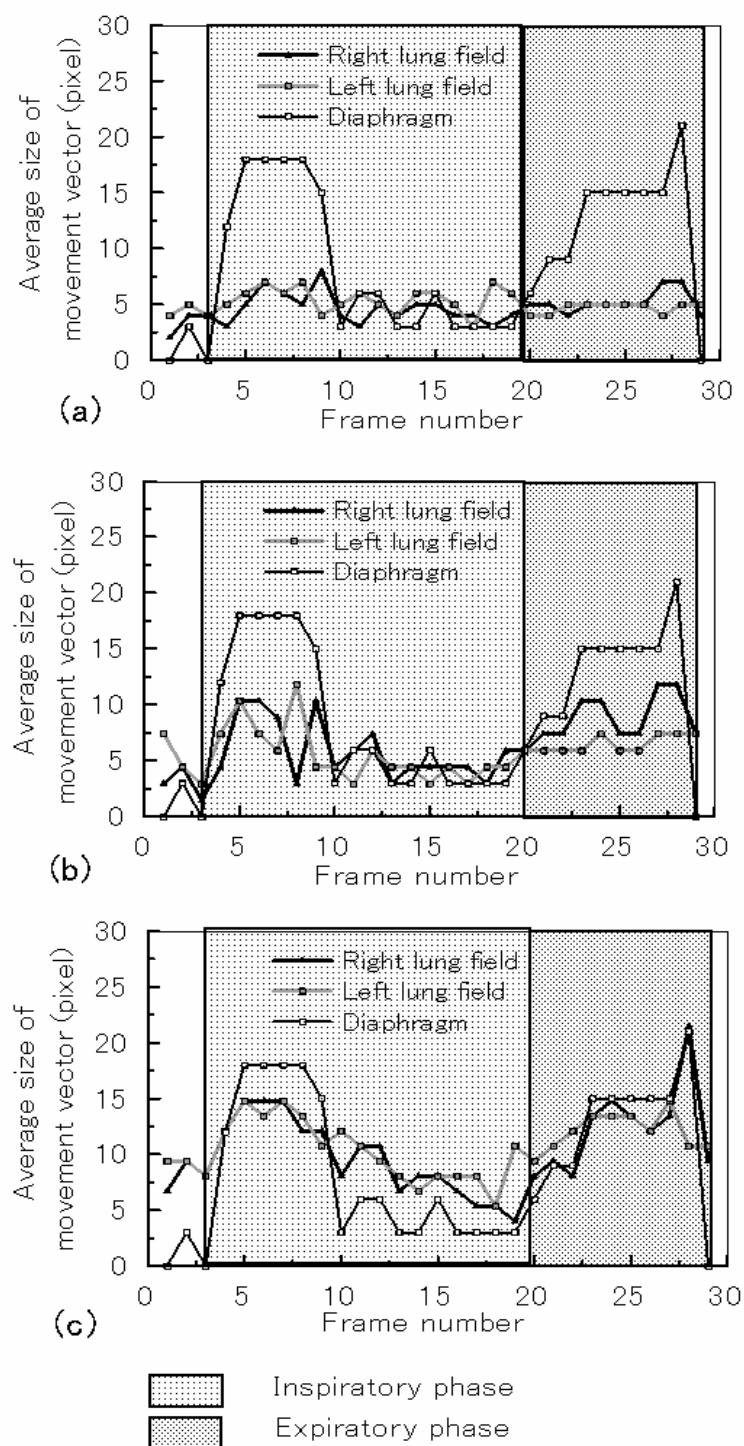 30
25
20
15
10
5
0
Average size of
movement vector (pixel)
Right lung field
Left lung field
Diaphragm
0 5 10 15 20 25 30
(a)
Frame number
30
25
20
15
10
5
0
Average size of
movement vector (pixel)
Right lung field
Left lung field
Diaphragm
0 5 10 15 20 25 30
(b)
Frame number
30
25
20
15
10
5
0
Average size of
movement vector (pixel)
Right lung field
Left lung field
Diaphragm
0 5 10 15 20 25 30
(c)
Frame number
Inspiratory phase
Expiratory phase